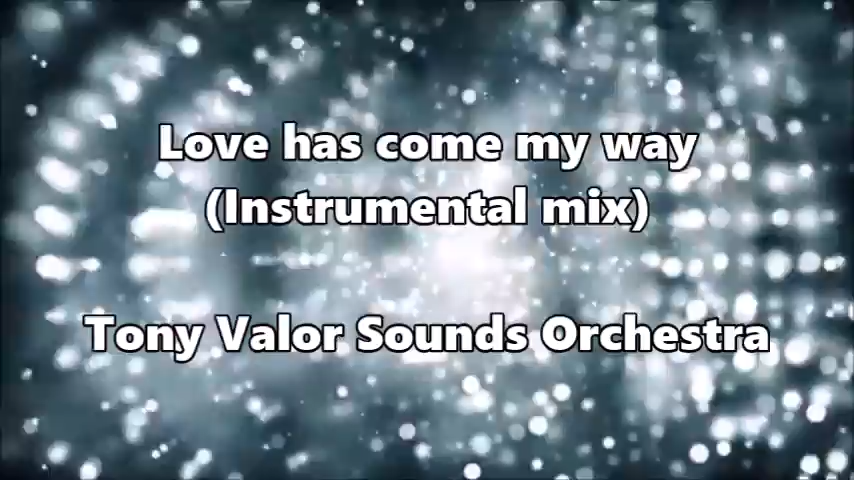 Love has come my way
(Instrumental mix)
Tony Valor Sounds Orchestra